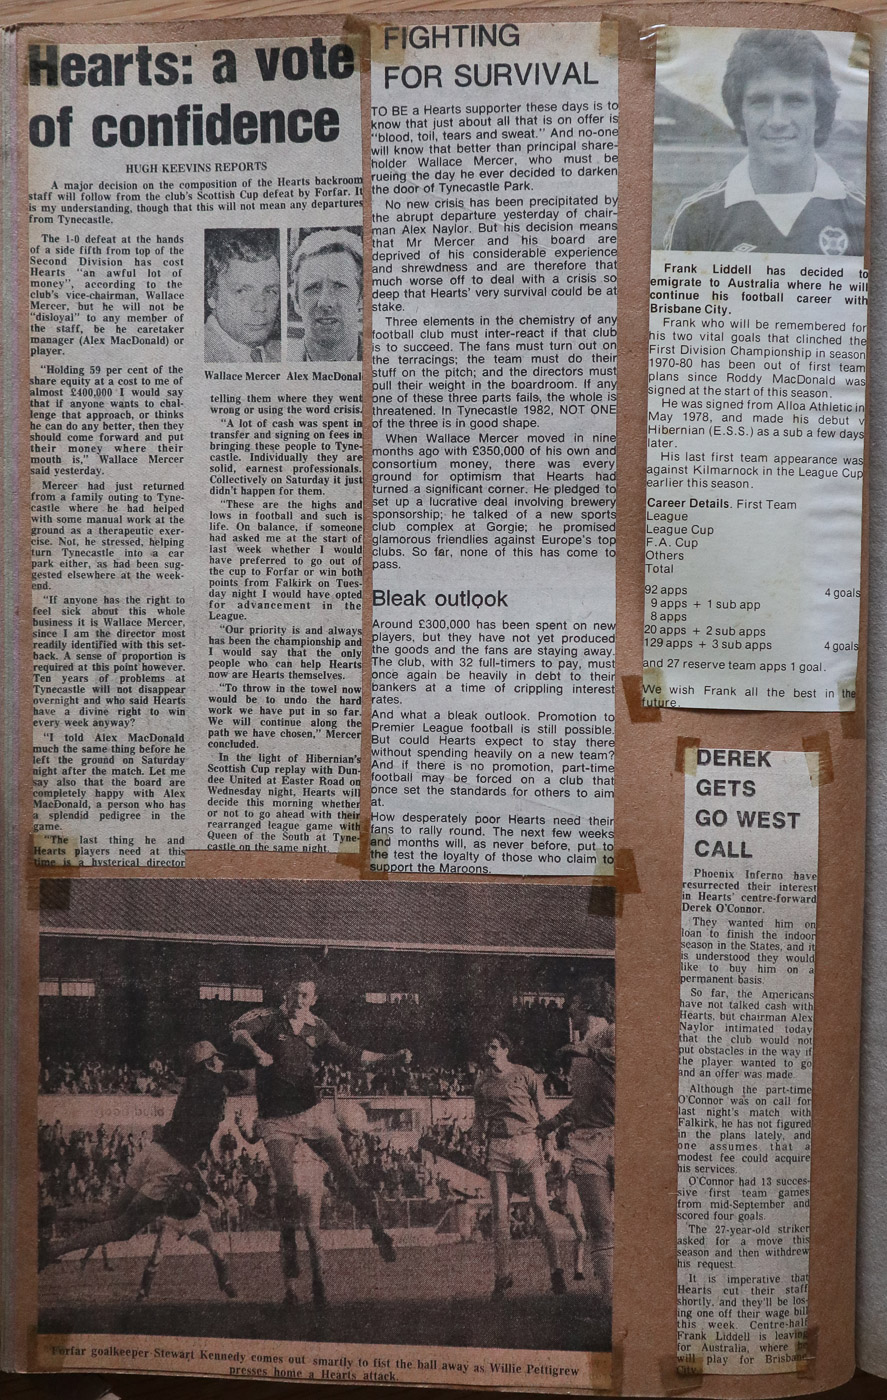 Hearts: a vote
of confidence
HUGH KEEVINS REPORTS
A major decision on the composition of the Hearts backroom
staff will follow from the club's Scottish Cup defeat by Forfar. It
is my understanding, though that this will not mean any departures
from Tynecastle.
The 1-0 defeat at the hands
of a side fifth from top of the
Second Division has cost
Hearts "an awful lot of
money", according to the
club's vice-chairman, Wallace
Mercer, but he will not be
"disloyal" to any member of
the staff, be he caretaker
manager (Alex MacDonald) or
player.
"Holding 59 per cent of the
share equity at a cost to me of
almost £400,000 I would say
that if anyone wants to chal-
lenge that approach, or thinks
he can do any better, then they
should come forward and put
their money where their
mouth is," Wallace Mercer
said yesterday.
Mercer had just returned
from a family outing to Tyne-
castle where he had helped
with some manual work at the
ground as a therapeutic exer-
cise. Not, he stressed, helping
turn Tynecastle into a car
park either, as had been sug-
gested elsewhere at the week-
end.
"If anyone has the right to
feel sick about this whole
business it is Wallace Mercer,
since I am the director most
readily identified with this set-
back. A sense of proportion is
required at this point however.
Ten years of problems at
Tynecastle will not disappear
overnight and who said Hearts
have a divine right to win
every week anyway?
"I told Alex MacDonald
much the same thing before he
left the ground on Saturday
night after the match. Let me
say also that the board are
completely happy with Alex
MacDonald, a person who has
a splendid pedigree in the
game.
"The last thing he and
Hearts players need at this
time is a hysterical director
Wallace Mercer Alex MacDonal
telling them where they went
wrong or using the word crisis.
"A lot of cash was spent in
transfer and signing on fees in
bringing these people to Tyne-
castle. Individually they are
solid, earnest professionals.
Collectively on Saturday it just
didn't happen for them.
"These are the highs and
lows in football and such is
life. On balance, if someone
had asked me at the start of
last week whether I would
have preferred to go out of
the cup to Forfar or win both
points from Falkirk on Tues-
day night I would have opted
for advancement in the
League.
"Our priority is and always
has been the championship and
I would say that the only
people who can help Hearts
now are Hearts themselves.
"To throw in the towel now
would be to undo the hard
work we have put in so far.
We will continue along the
path we have chosen," Mercer
concluded.
In the light of Hibernian's
Scottish Cup replay with Dun-
dee United at Easter Road on
Wednesday night, Hearts will
decide this morning whether
or not to go ahead with their
rearranged league game with
Queen of the South at Tyne-
castle on the same night.
FIGHTING
FOR SURVIVAL
TO BE a Hearts supporter these days is to
know that just about all that is on offer is
"blood, toil, tears and sweat." And no-one
will know that better than principal share-
holder Wallace Mercer, who must be
rueing the day he ever decided to darken
the door of Tynecastle Park.
No new crisis has been precipitated by
the abrupt departure yesterday of chair-
man Alex Naylor. But his decision means
that Mr Mercer and his board are
deprived of his considerable experience
and shrewdness and are therefore that
much worse off to deal with a crisis so
deep that Hearts' very survival could be at
stake.
Three elements in the chemistry of any
football club must inter-react if that club
is to succeed. The fans must turn out on
the terracings; the team must do their
stuff on the pitch; and the directors must
pull their weight in the boardroom. If any
one of these three parts fails, the whole is
threatened. In Tynecastle 1982, NOT ONE
of the three is in good shape.
When Wallace Mercer moved in nine
months ago with £350,000 of his own and
consortium money, there was every
ground for optimism that Hearts had
turned a significant corner. He pledged to
set up a lucrative deal involving brewery
sponsorship; he talked of a new sports
club complex at Gorgie; he promised
glamorous friendlies against Europe's top
clubs. So far, none of this has come to
pass.
Bleak outlook
Around £300,000 has been spent on new
players, but they have not yet produced
the goods and the fans are staying away.
The club, with 32 full-timers to pay, must
once again be heavily in debt to their
bankers at a time of crippling interest
rates.
And what a bleak outlook. Promotion to
Premier League football is still possible.
But could Hearts expect to stay there
without spending heavily on a new team?
And if there is no promotion, part-time
football may be forced on a club that
once set the standards for others to aim
at.
How desperately poor Hearts need their
fans to rally round. The next few weeks
and months will, as never before, put to
the test the loyalty of those who claim to
support the Maroons.
Forfar goalkeeper Stewart Kennedy comes out smartly to fist the ball away as Willie Pettigrew
presses home a Hearts attack.
Frank Liddell has decided to
emigrate to Australia where he will
continue his football career with
Brisbane City.
Frank who will be remembered for
his two vital goals that clinched the
First Division Championship in season
1970-80 has been out of first team
plans since Roddy MacDonald was
signed at the start of this season.
He was signed from Alloa Athletic in
May 1978, and made his debut v
Hibernian (E.S.S.) as a sub a few days
later.
His last first team appearance was
against Kilmarnock in the League Cup
earlier this season.
Career Details. First Team
League
League Cup
F.A. Cup
Others
Total
92 apps 4 goals
9 apps + 1 sub app
8 apps
20 apps + 2 sub apps
129 apps + 3 sub apps 4 goals
and 27 reserve team apps 1 goal.
We wish Frank all the best in the
future.
DEREK
GETS
GO WEST
CALL
Phoenix Inferno have
resurrected their interest
in Hearts' centre-forward
Derek O'Connor.
They wanted him on
loan to finish the indoor
season in the States, and it
is understood they would
like to buy him on a
permanent basis.
So far, the Americans
have not talked cash with
Hearts, but chairman Alex
Naylor intimated today
that the club would not
put obstacles in the way if
the player wanted to go
and an offer was made.
Although the part-time
O'Connor was on call for
last night's match with
Falkirk, he has not figured
in the plans lately, and
one assumes that a
modest fee could acquire
his services.
O'Connor had 13 succes-
sive first team games
from mid-September and
scored four goals.
The 27-year-old striker
asked for a move this
season and then withdrew
his request.
It is imperative that
Hearts cut their staff
shortly, and they'll be los-
ing one off their wage bill
this week. Centre-half
Frank Liddell is leaving
for Australia, where he
will play for Brisbane
City.